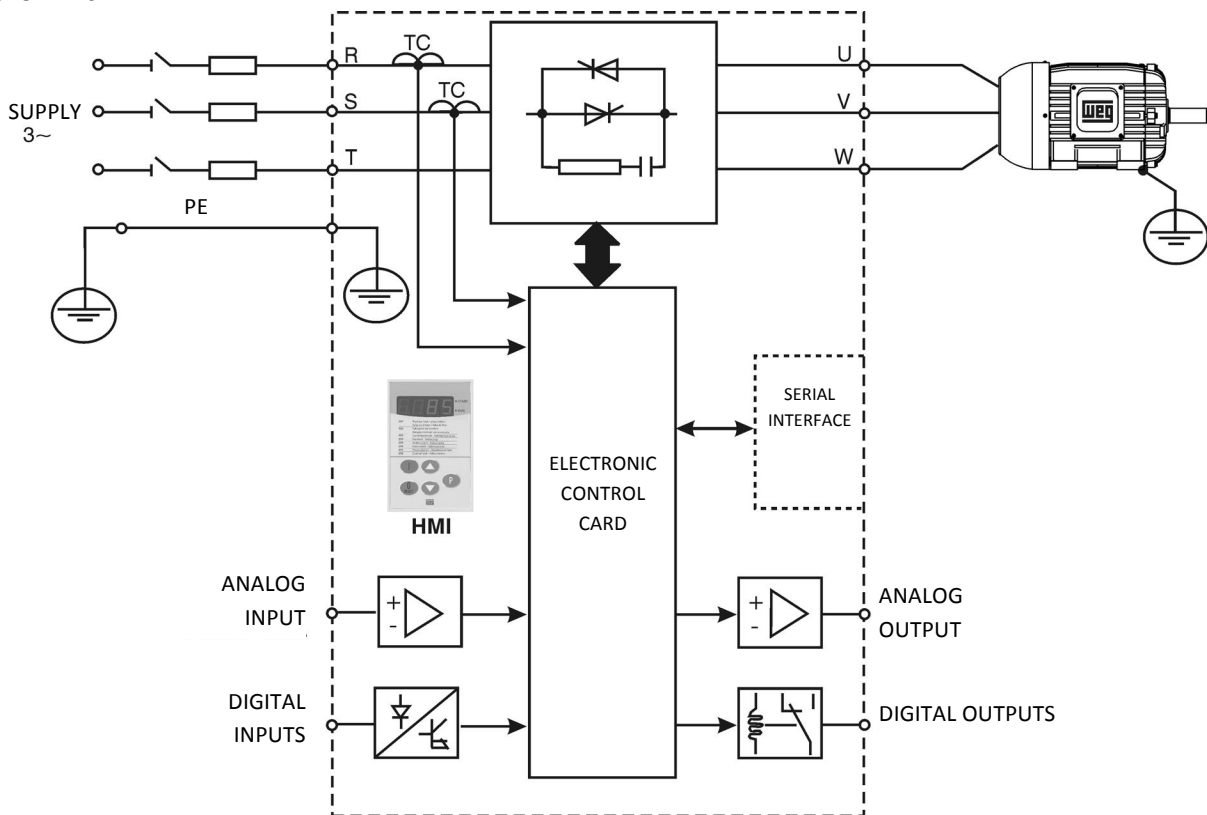 R
TC
U
S
TC
V
SUPPLY
3~
T
W
PE
SERIAL
INTERFACE
ELECTRONIC
CONTROL
CARD
P
HMI
ANALOG
INPUT
+
-
+
-
ANALOG
OUTPUT
DIGITAL
INPUTS
DIGITAL OUTPUTS
WEG